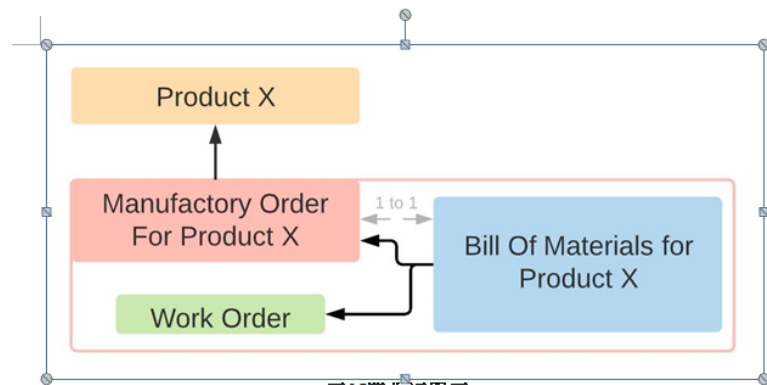 Product X
Manufactory Order
For Product X
1 to 1
Bill Of Materials for
Product X
Work Order